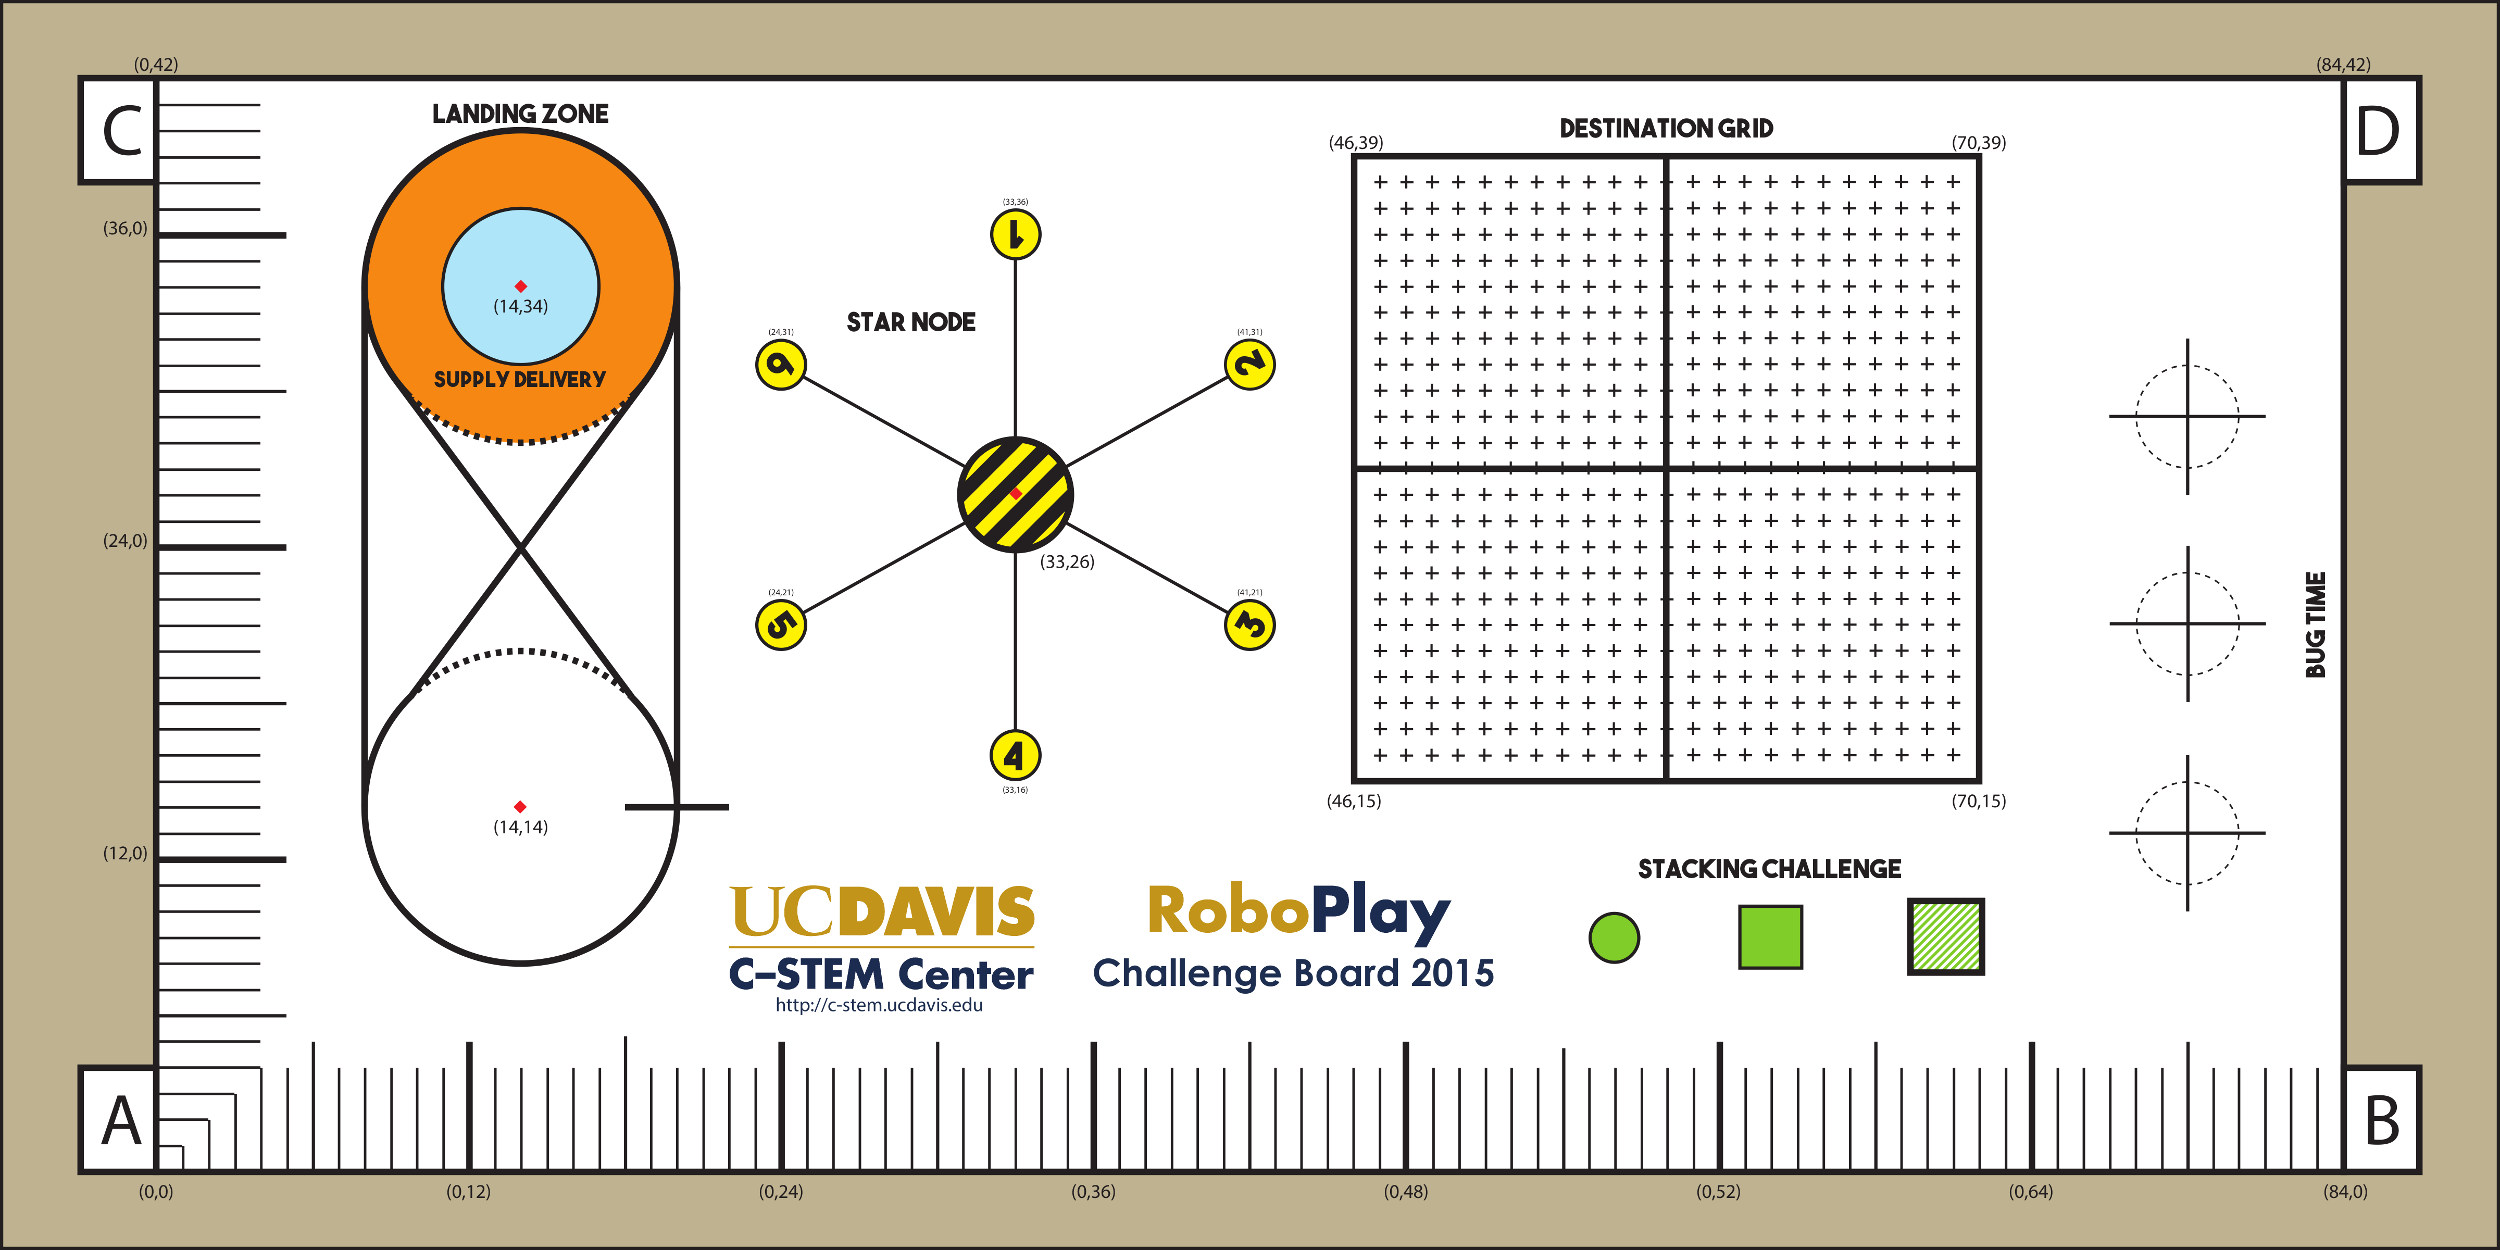 (0,42)
(84,42)
C
D
LANDING ZONE
DESTINATION GRID
(46,39)
(70,39)
(33,36)
1
(36,0)
(14,34)
STAR NODE
(24,31)
(41,31)
6
2
SUPPLY DELIVERY
(24,0)
(33,26)
(24,21)
(41,21)
5
3
BUG TIME
4
(33,16)
(46,15)
(70,15)
(14,14)
(12,0)
STACKING CHALLENGE
UCDAVIS
C-STEM Center
http://c-stem.ucdavis.edu
RoboPlay
Challenge Board 2015
A
B
(0,0)
(0,12)
(0,24)
(0,36)
(0,48)
(0,52)
(0,64)
(84,0)